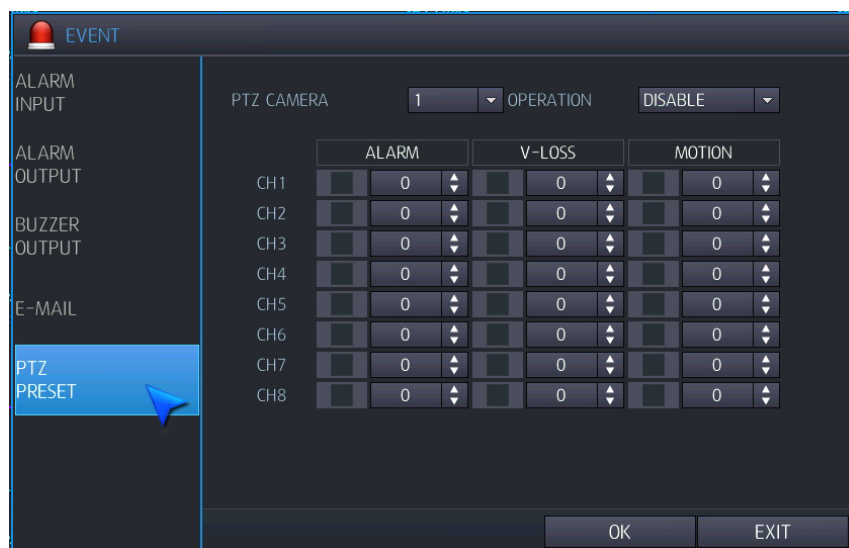 EVENT
ALARM
INPUT
ALARM
OUTPUT
BUZZER
OUTPUT
E-MAIL
PTZ
PRESET
PTZ CAMERA 1 OPERATION DISABLE
ALARM V-LOSS MOTION
CH1 0 0 0
CH2 0 0 0
CH3 0 0 0
CH4 0 0 0
CH5 0 0 0
CH6 0 0 0
CH7 0 0 0
CH8 0 0 0
OK EXIT